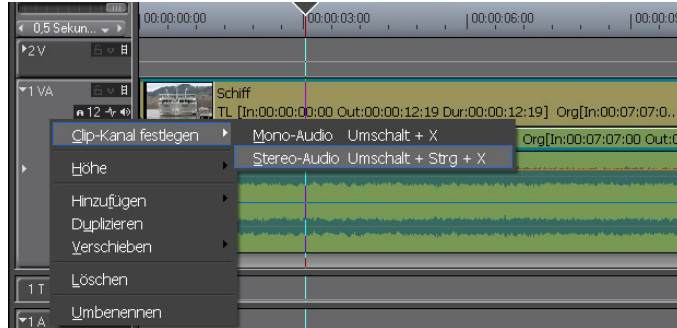 0,5 Sekun...
00:00:00:00
00:00:03:00
00:00:06:00
00:00:0
2 V
1 VA
12
Schiff
TL [In:00:00:00:00 Out:00:00:12:19 Dur:00:00:12:19] Org[In:00:07:07:0..
Clip-Kanal festlegen
Mono-Audio Umschalt + X
Org[In:00:07:07:00 Out:0
Stereo-Audio Umschalt + Strg + X
Höhe
Hinzufügen
Duplizieren
Verschieben
Löschen
1 T
Umbenennen
1 A